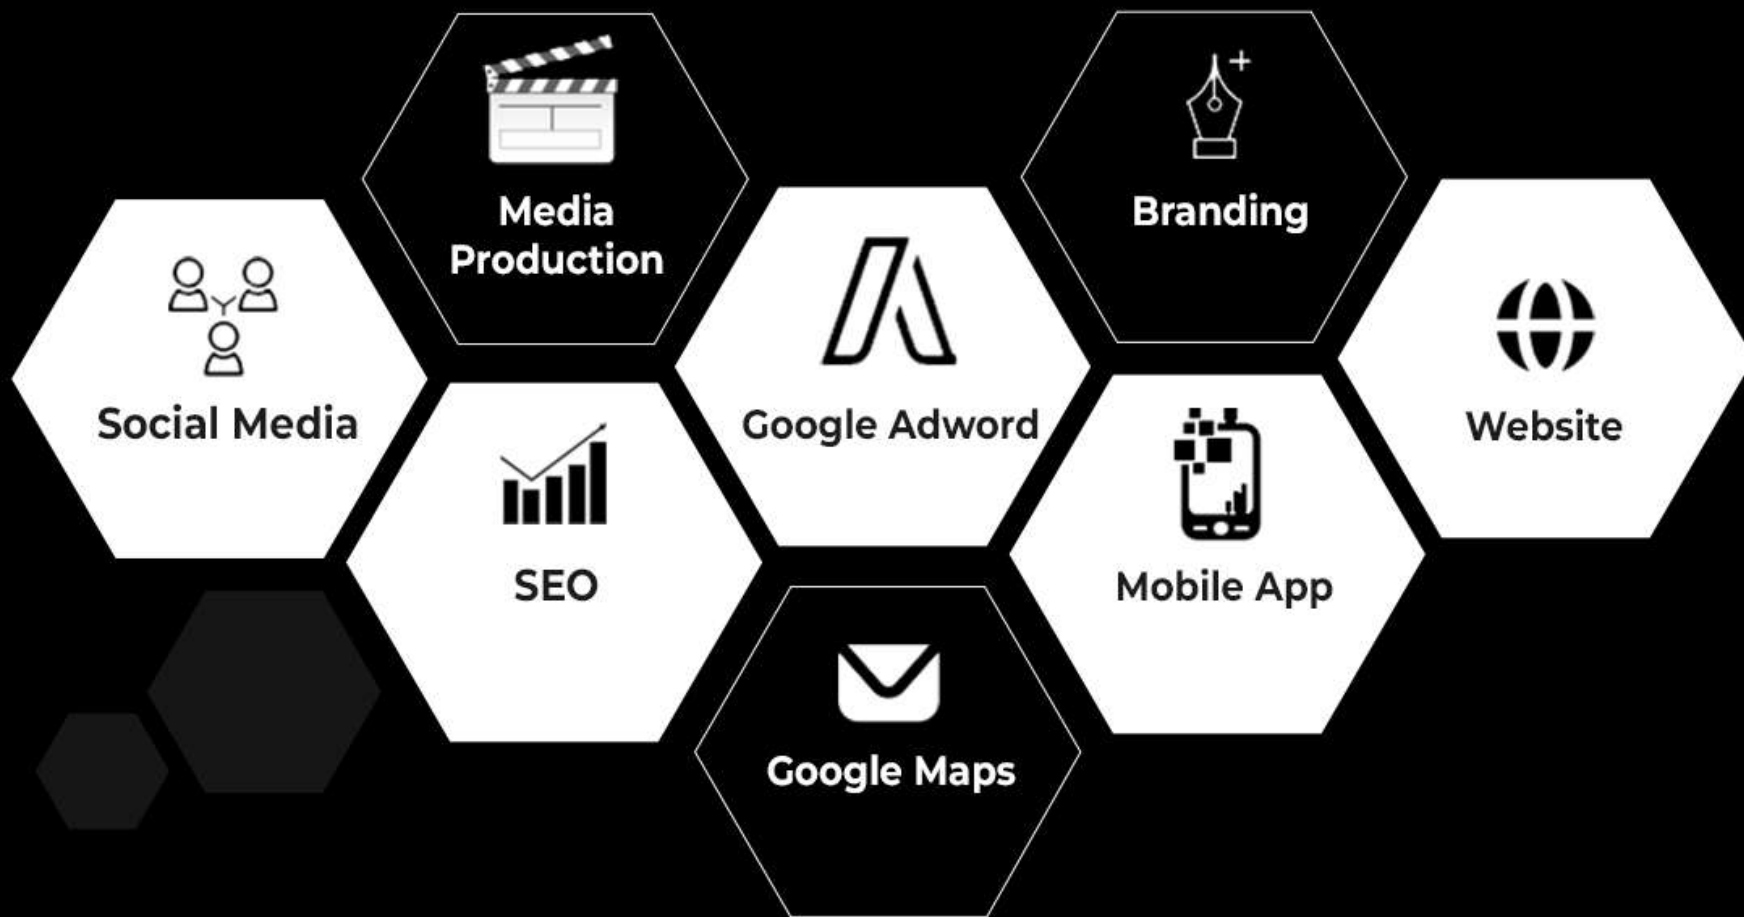 Media
Production
Branding
Social Media
Google Adword
Website
SEO
Mobile App
Google Maps